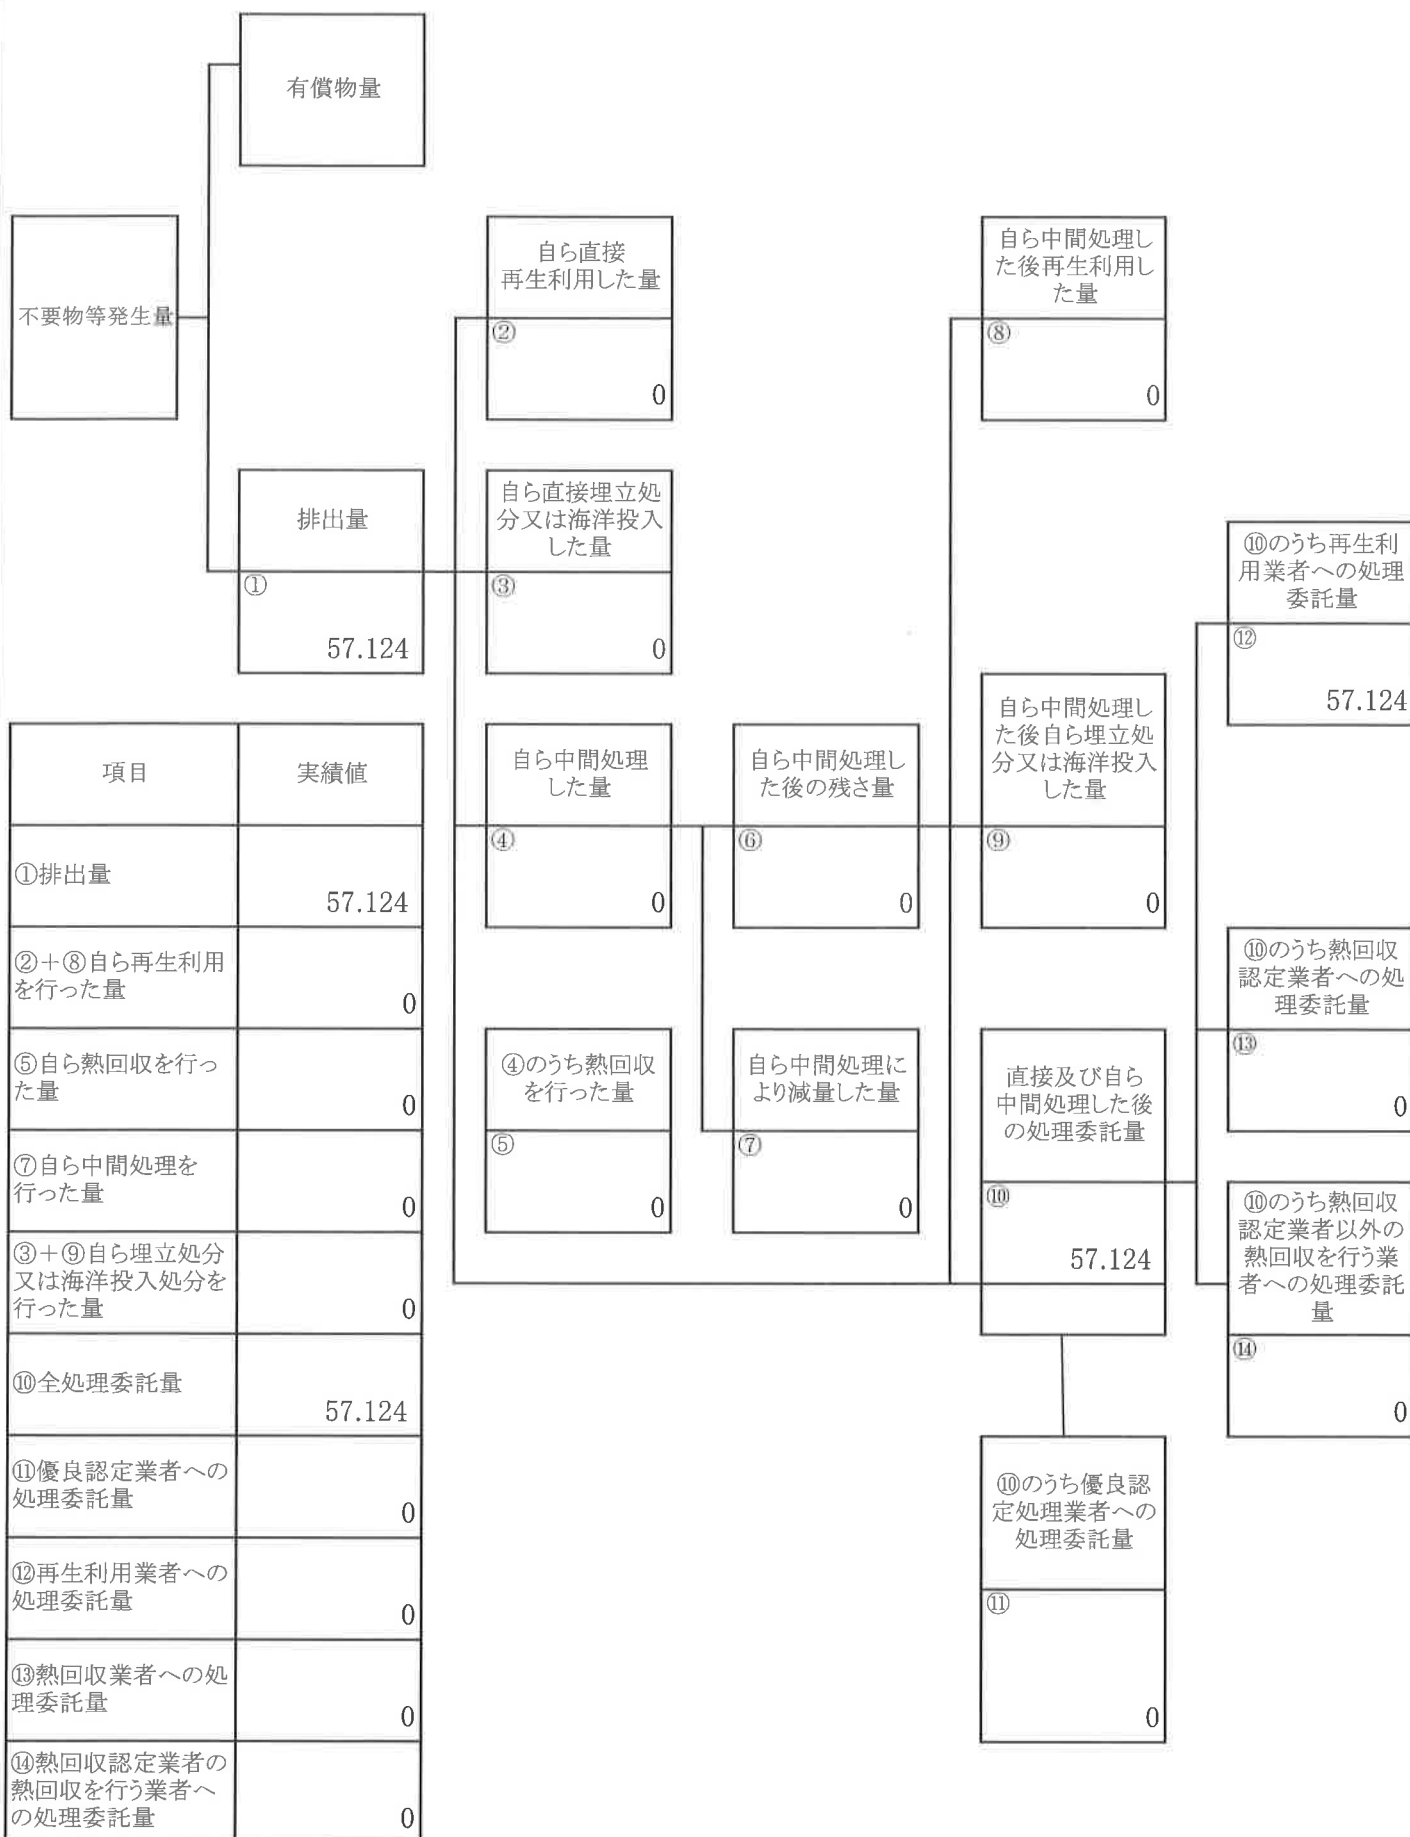 有償物量
不要物等発生量
排出量
①
57.124
自ら直接
再生利用した量
②
0
自ら直接埋立処
分又は海洋投入
した量
③
0
自ら中間処理
した量
④
0
④のうち熱回収
を行った量
⑤
0
自ら中間処理し
た後の残さ量
⑥
0
自ら中間処理に
より減量した量
⑦
0
自ら中間処理し
た後再生利用し
た量
⑧
0
自ら中間処理し
た後自ら埋立処
分又は海洋投入
した量
⑨
0
直接及び自ら
中間処理した後
の処理委託量
⑩
57.124
⑩のうち優良認
定処理業者への
処理委託量
⑪
0
⑩のうち再生利
用業者への処理
委託量
⑫
57.124
⑩のうち熱回収
認定業者への処
理委託量
⑬
0
⑩のうち熱回収
認定業者以外の
熱回収を行う業
者への処理委託
量
⑭
0
項目 実績値
①排出量
57.124
②＋⑧自ら再生利用
を行った量
0
⑤自ら熱回収を行っ
た量
0
⑦自ら中間処理を
行った量
0
③＋⑨自ら埋立処分
又は海洋投入処分を
行った量
0
⑩全処理委託量
57.124
⑪優良認定業者への
処理委託量
0
⑫再生利用業者への
処理委託量
0
⑬熱回収業者への処
理委託量
0
⑭熱回収認定業者の
熱回収を行う業者へ
の処理委託量
0